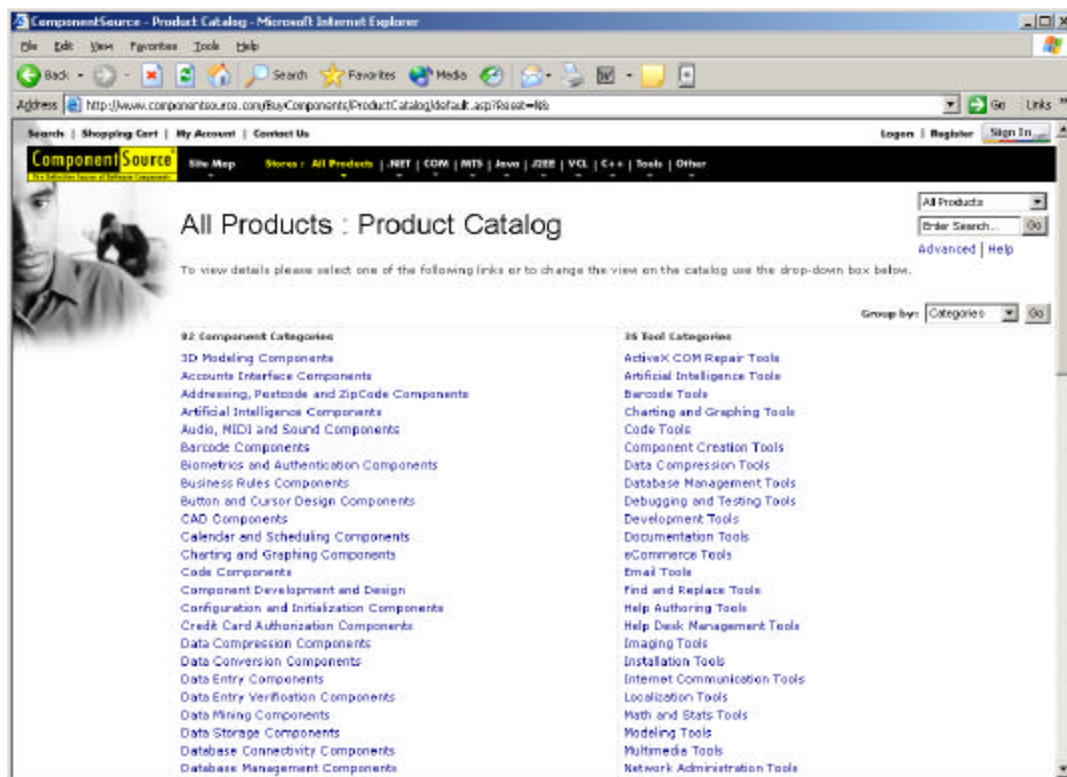 ComponentSource - Product Catalog - Microsoft Internet Explorer
File Edit View Favorites Tools Help
Back Search Favorites Media
Address http://www.componentsource.com/BuyComponents/ProductCatalog/default.asp? Go Links »
Search | Shopping Cart | My Account | Contact Us Logon | Register Sign In...
ComponentSource Site Map Stores : All Products | .NET | COM | MTS | Java | J2EE | VCL | C++ | Tools | Other
The Definitive Source of Software Components
All Products : Product Catalog
All Products
Enter Search... Go
Advanced | Help
To view details please select one of the following links or to change the view on the catalog use the drop-down box below.
Group by: Categories Go
92 Component Categories
3D Modeling Components
Accounts Interface Components
Addressing, Postcode and ZipCode Components
Artificial Intelligence Components
Audio, MIDI and Sound Components
Barcode Components
Biometrics and Authentication Components
Business Rules Components
Button and Cursor Design Components
CAD Components
Calendar and Scheduling Components
Charting and Graphing Components
Code Components
Component Development and Design
Configuration and Initialization Components
Credit Card Authorization Components
Data Compression Components
Data Conversion Components
Data Entry Components
Data Entry Verification Components
Data Mining Components
Data Storage Components
Database Connectivity Components
Database Management Components
36 Tool Categories
ActiveX COM Repair Tools
Artificial Intelligence Tools
Barcode Tools
Charting and Graphing Tools
Code Tools
Component Creation Tools
Data Compression Tools
Database Management Tools
Debugging and Testing Tools
Development Tools
Documentation Tools
eCommerce Tools
Email Tools
Find and Replace Tools
Help Authoring Tools
Help Desk Management Tools
Imaging Tools
Installation Tools
Internet Communication Tools
Localization Tools
Math and Stats Tools
Modeling Tools
Multimedia Tools
Network Administration Tools